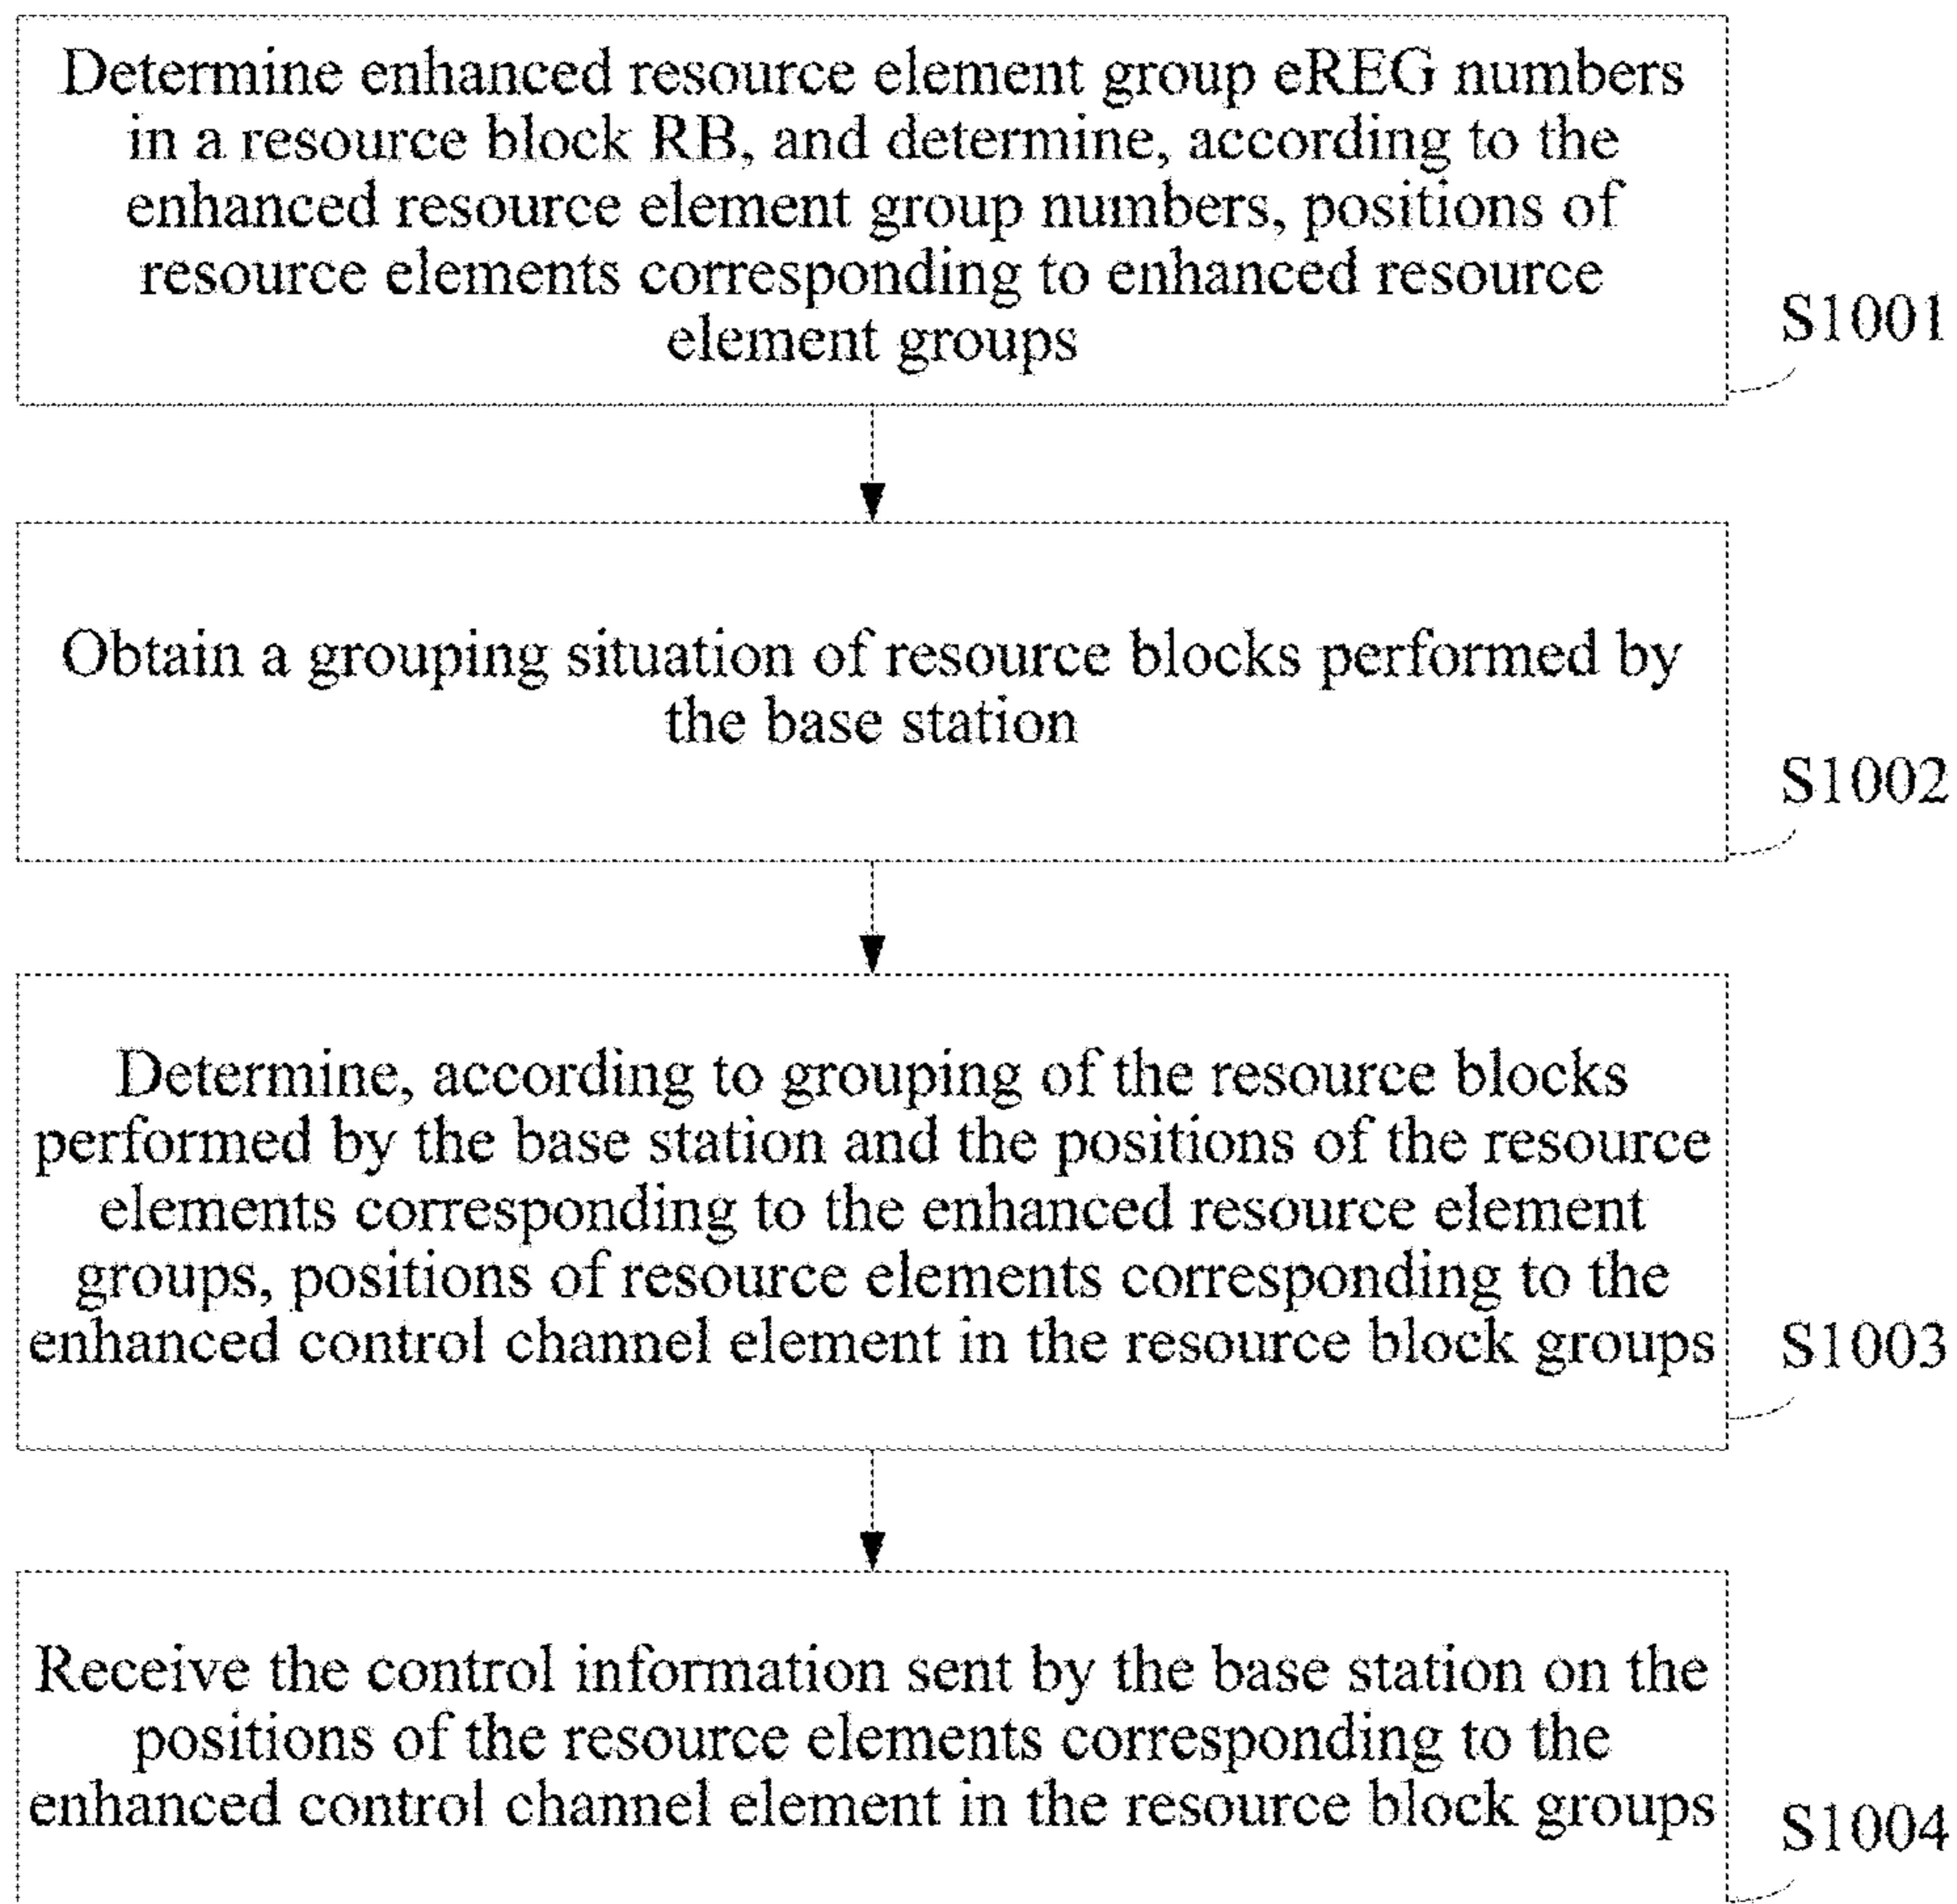 Determine enhanced resource element group eREG numbers
in a resource block RB, and determine, according to the
enhanced resource element group numbers, positions of
resource elements corresponding to enhanced resource
element groups
S1001
Obtain a grouping situation of resource blocks performed by
the base station
S1002
Determine, according to grouping of the resource blocks
performed by the base station and the positions of the resource
elements corresponding to the enhanced resource element
groups, positions of resource elements corresponding to the
enhanced control channel element in the resource block groups
S1003
Receive the control information sent by the base station on the
positions of the resource elements corresponding to the
enhanced control channel element in the resource block groups
S1004